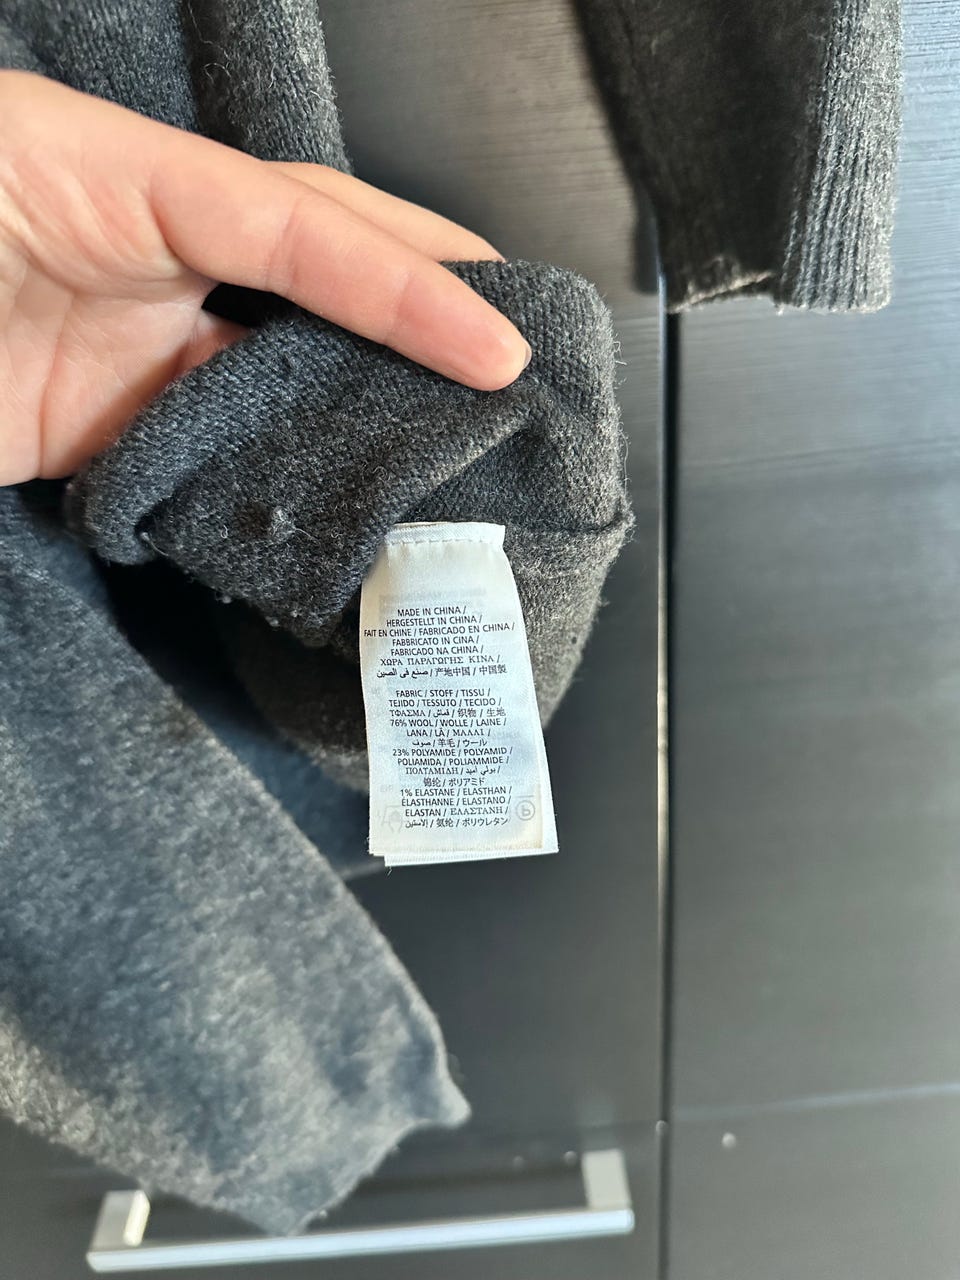 MADE IN CHINA /
HERGESTELLT IN CHINA /
FAIT EN CHINE / FABRICADO EN CHINA /
FABBRICATO IN CINA /
FABRICADO NA CHINA /
ΧΩΡΑ ΠΑΡΑΓΩΓΗΣ ΚΙΝΑ /
صنع في الصين / 产地中国 / 中国製
FABRIC / STOFF / TISSU /
TEJIDO / TESSUTO / TECIDO /
ΥΦΑΣΜΑ / قماش / 织物 / 生地
76% WOOL / WOLLE / LAINE /
LANA / LÃ / ΜΑΛΛΙ /
صوف / 羊毛 / ウール
23% POLYAMIDE / POLYAMID /
POLIAMIDA / POLIAMMIDE /
ΠΟΛΥΑΜΙΔΗ / بولي أميد /
锦纶 / ポリアミド
1% ELASTANE / ELASTHAN /
ÉLASTHANNE / ELASTANO /
ELASTAN / ΕΛΑΣΤΑΝΗ /
الاستين / 氨纶 / ポリウレタン